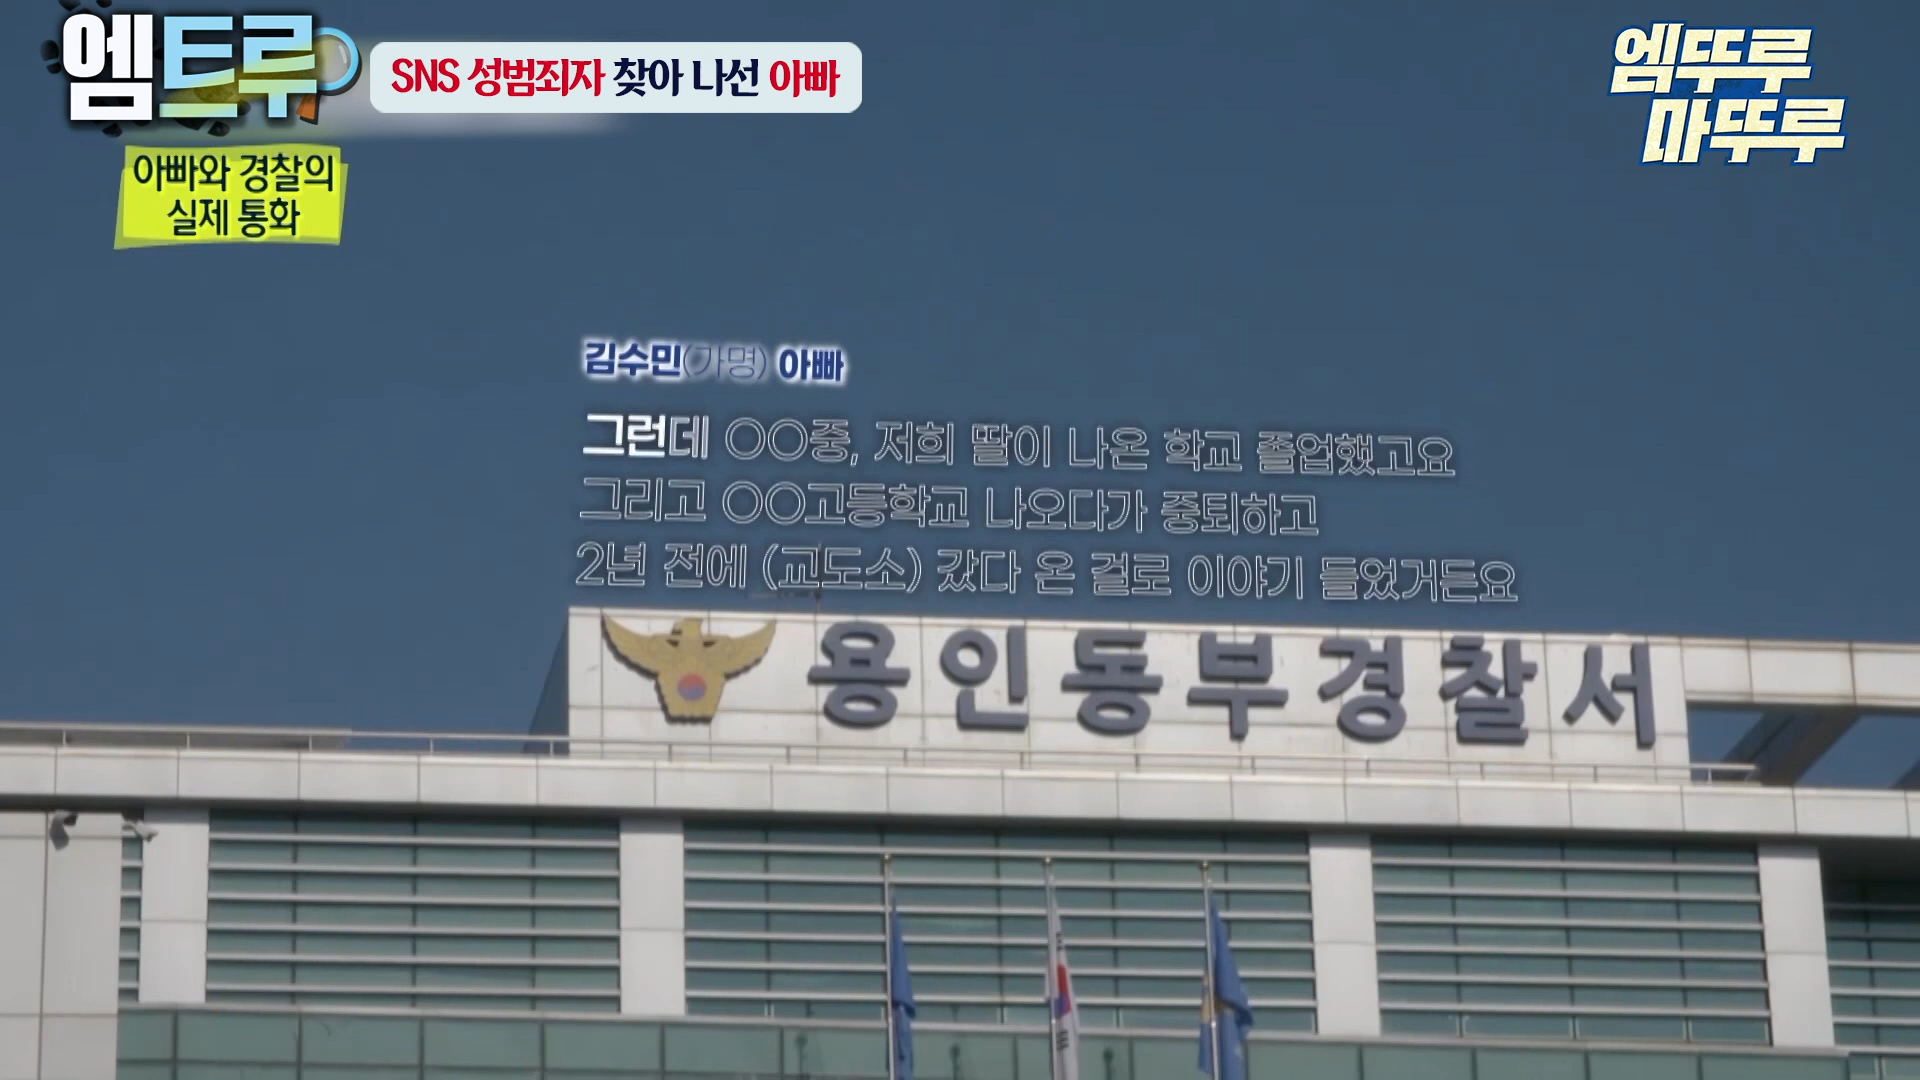 엠트루
SNS 성범죄자 찾아 나선 아빠
엠뚜루
마뚜루
아빠와 경찰의
실제 통화
김수민(가명) 아빠
그런데 ○○중, 저희 딸이 나온 학교 졸업했고요
그리고 ○○고등학교 나오다가 중퇴하고
2년 전에 (교도소) 갔다 온 걸로 이야기 들었거든요
용인동부경찰서